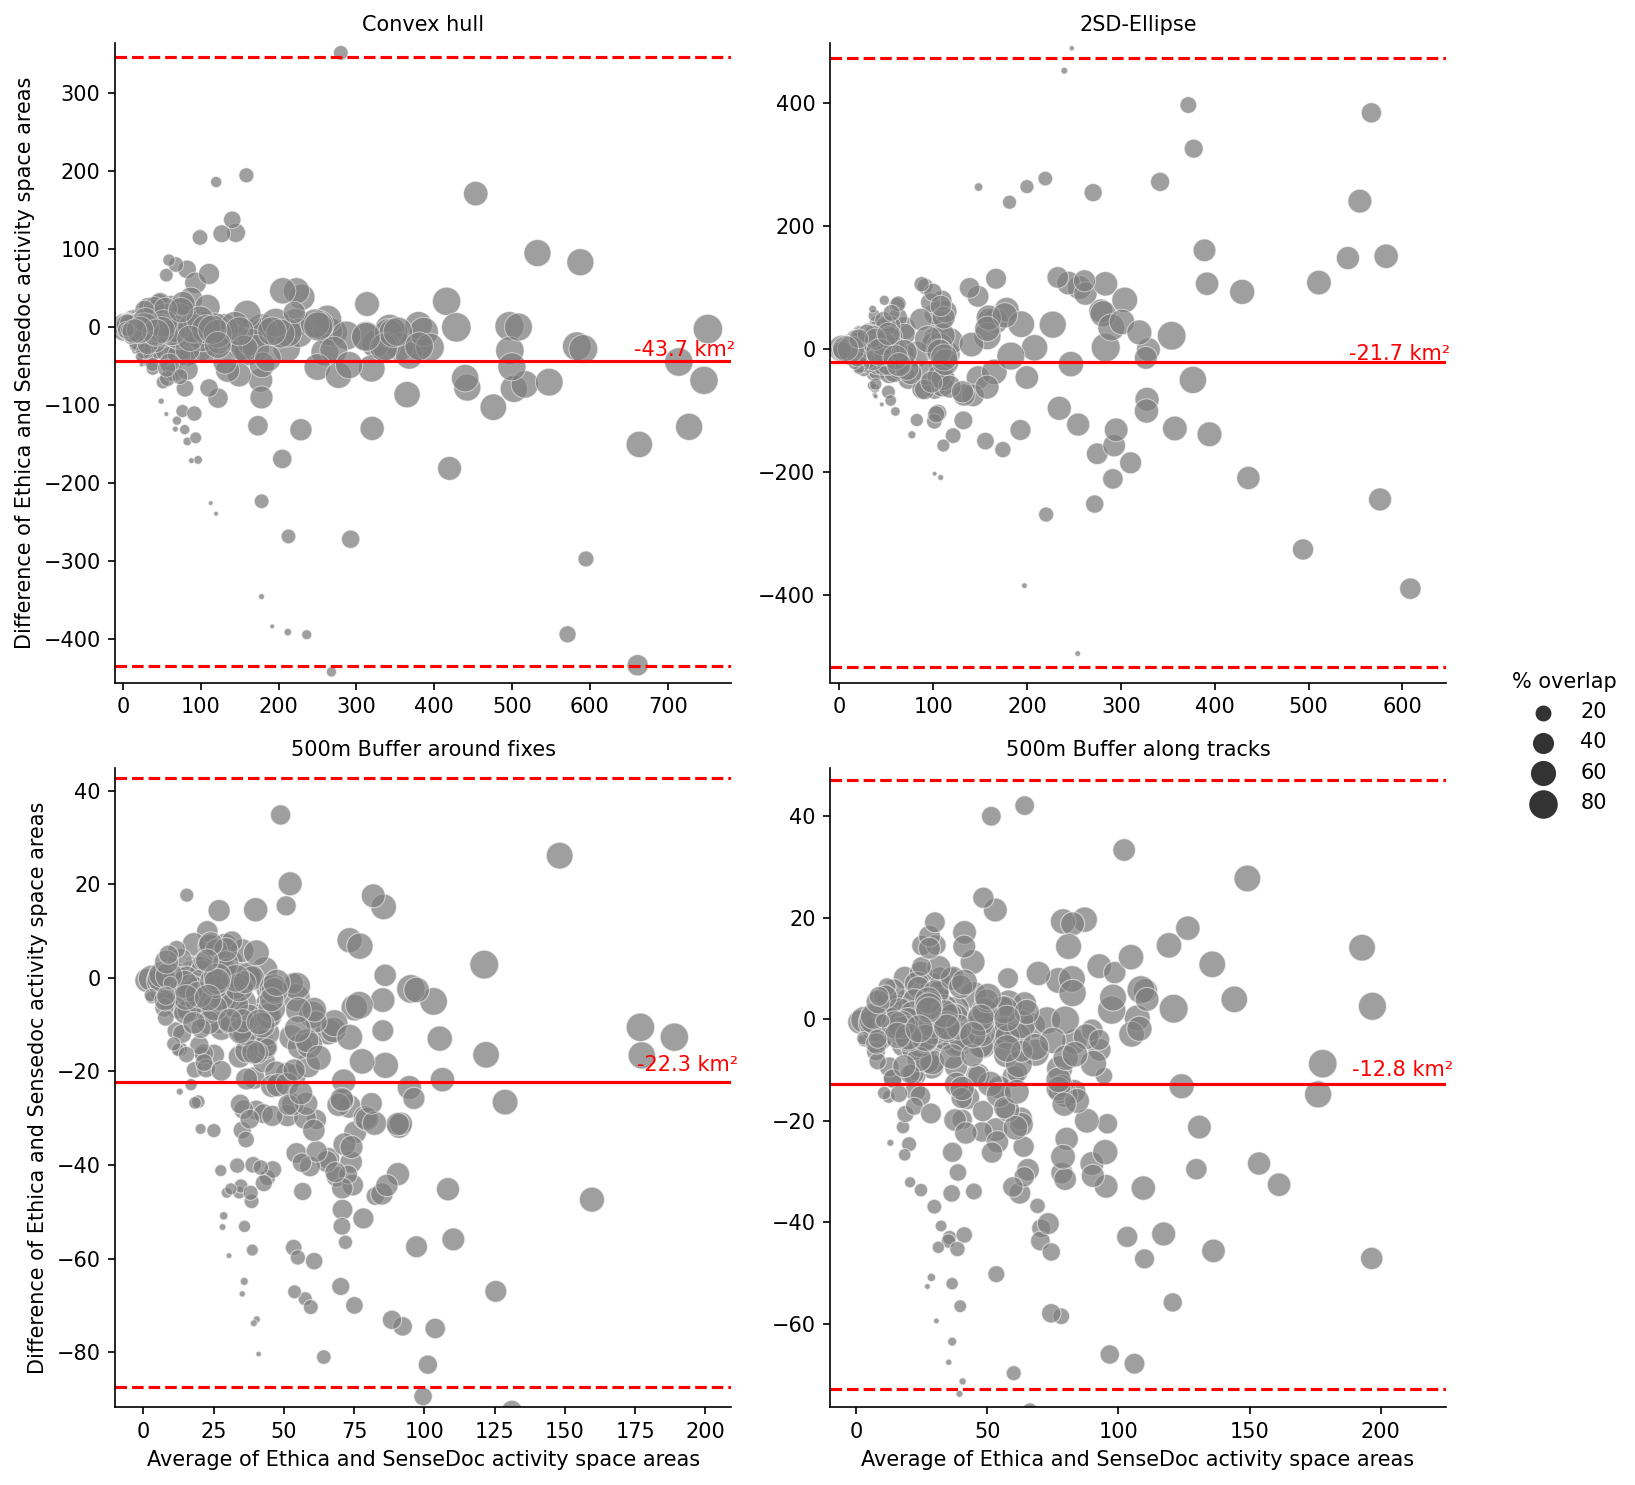 Convex hull
2SD-Ellipse
Difference of Ethica and Sensedoc activity space areas
300
200
100
0
−100
−200
−300
−400
-43.7 km²
0 100 200 300 400 500 600 700
400
200
0
−200
−400
-21.7 km²
0 100 200 300 400 500 600
% overlap
20
40
60
80
500m Buffer around fixes
500m Buffer along tracks
Difference of Ethica and Sensedoc activity space areas
40
20
0
−20
−40
−60
−80
-22.3 km²
0 25 50 75 100 125 150 175 200
Average of Ethica and SenseDoc activity space areas
40
20
0
−20
−40
−60
-12.8 km²
0 50 100 150 200
Average of Ethica and SenseDoc activity space areas